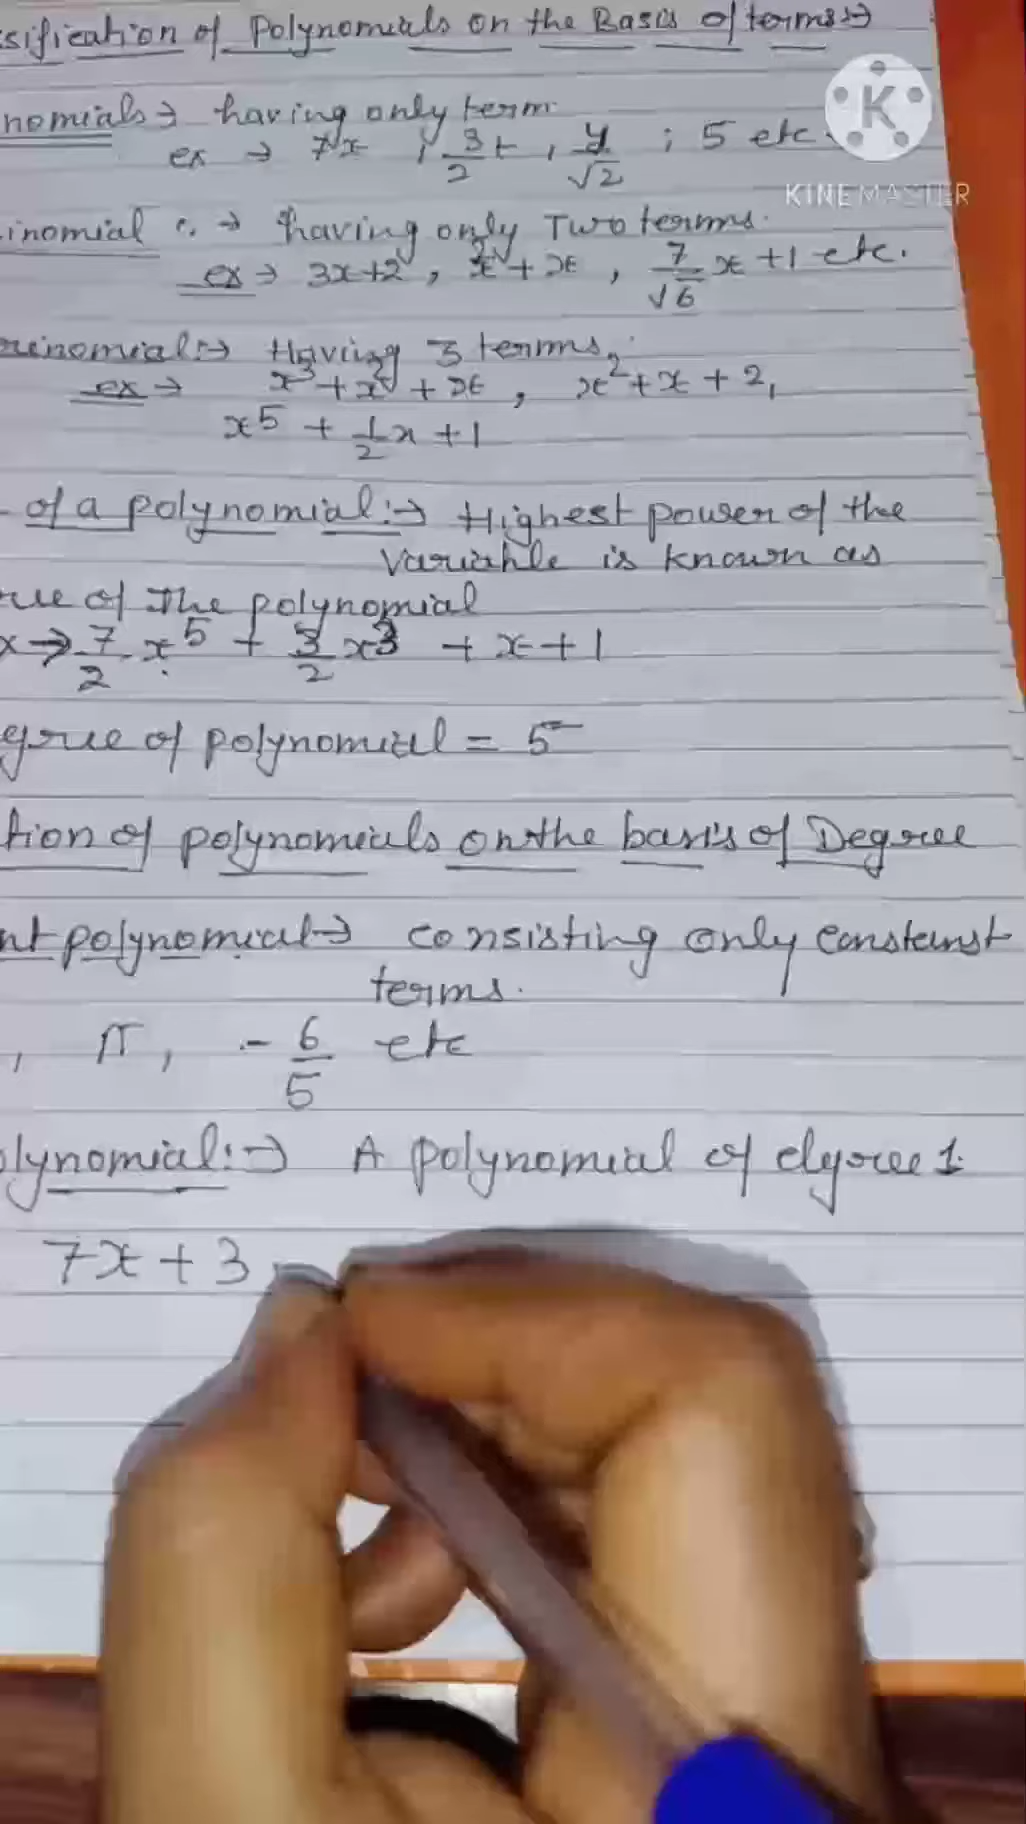 sification of Polynomials on the Basis of terms :→
nomials → having only term
ex → 7x ; 3/2 t , y/√2 ; 5 etc
K
KINEMASTER
inomial :→ having only Two terms.
ex → 3x+2 , x² + x , 7/√6 x + 1 etc.
rinomial :→ Having 3 terms.
ex → x³ + x² + x , x² + x + 2,
x⁵ + 1/2 x + 1
of a polynomial :→ Highest power of the
Variable is known as
ree of The polynomial
x → 7/2 x⁵ + 3/2 x³ + x + 1
gree of polynomial = 5
tion of polynomials on the basis of Degree
nt polynomial → consisting only constant
terms.
, π, - 6/5 etc
olynomial :→ A polynomial of degree 1.
7x + 3